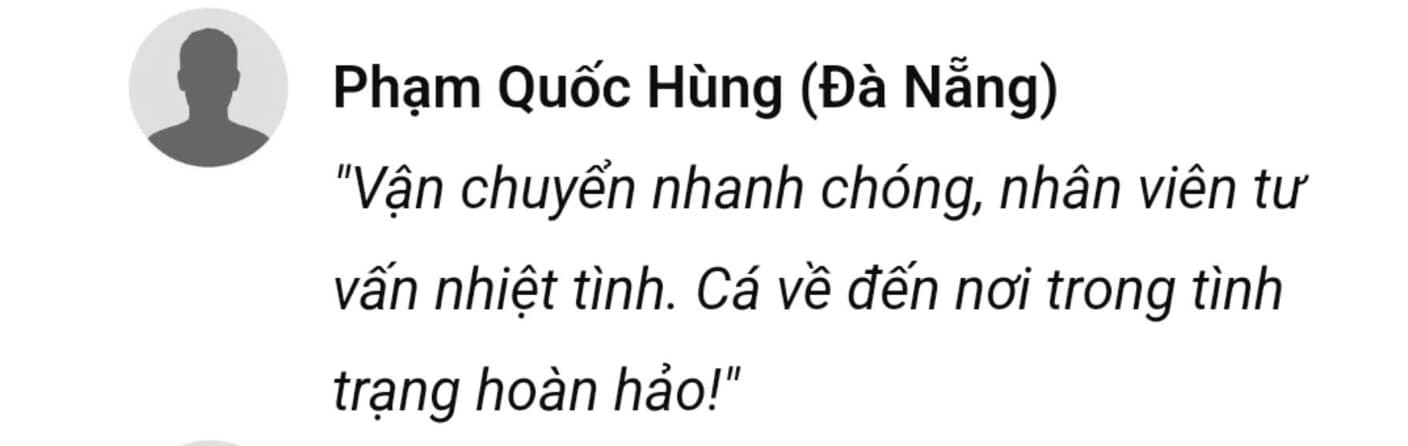 Phạm Quốc Hùng (Đà Nẵng)
"Vận chuyển nhanh chóng, nhân viên tư
vấn nhiệt tình. Cá về đến nơi trong tình
trạng hoàn hảo!"